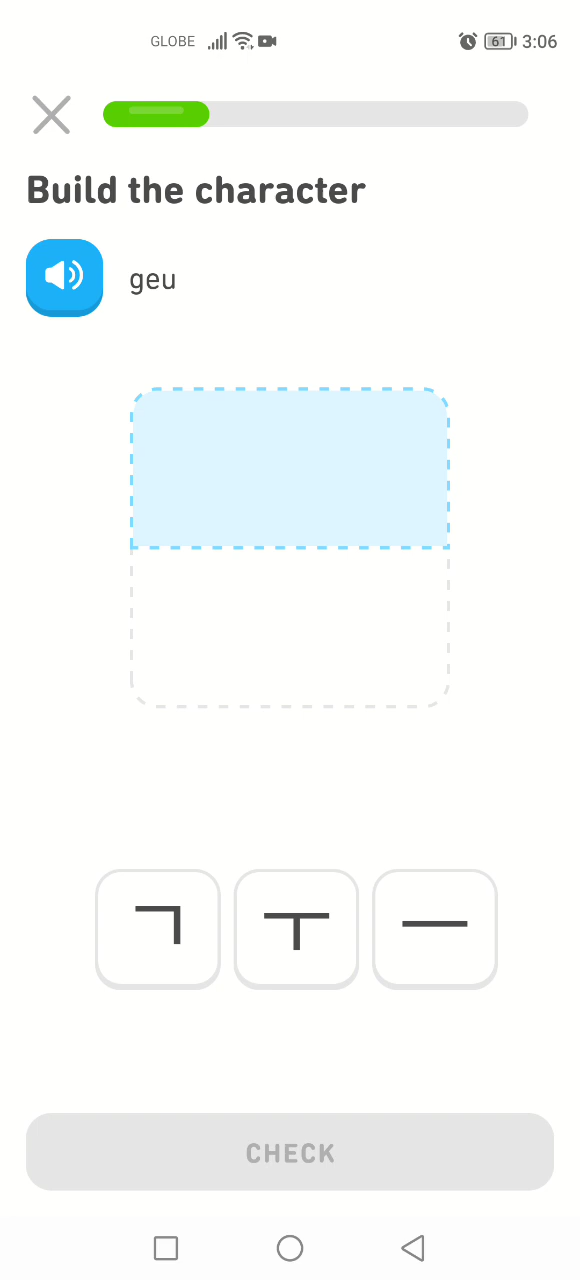 GLOBE 61 3:06
Build the character
geu
ㄱ ㅜ ㅡ
CHECK